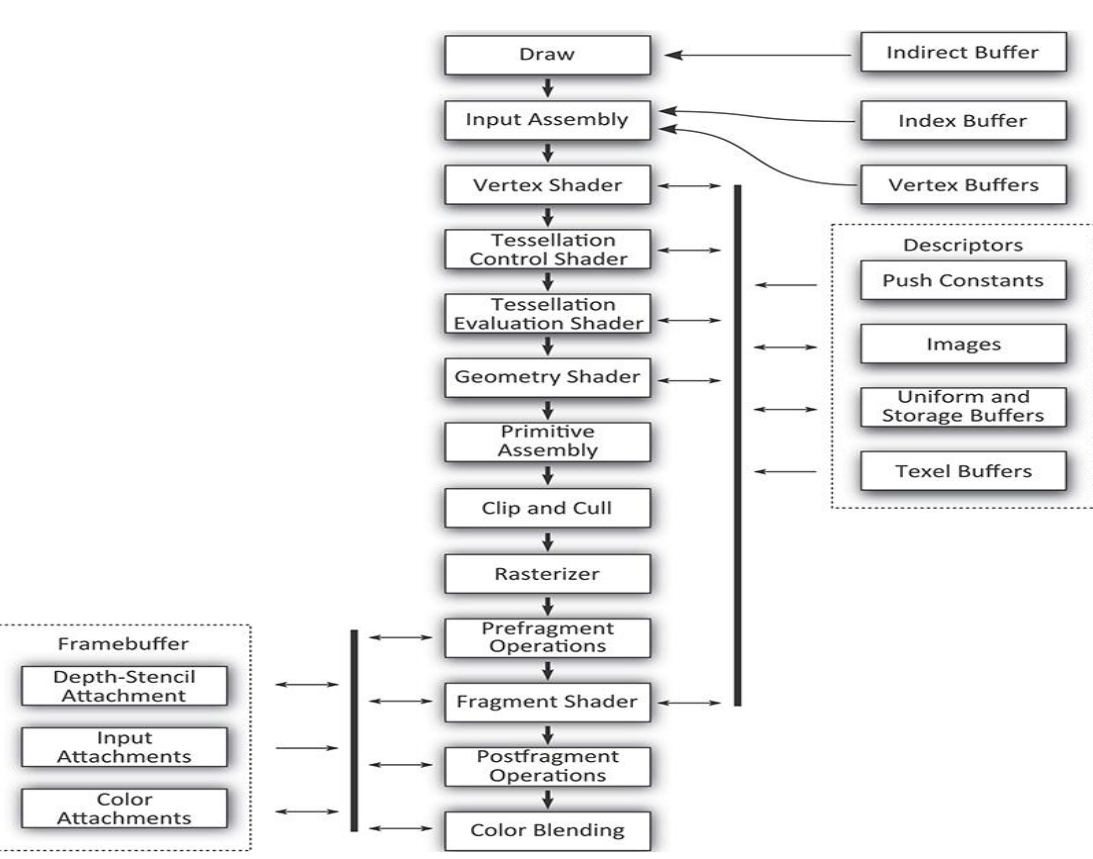 Draw
Indirect Buffer
Input Assembly
Index Buffer
Vertex Shader
Vertex Buffers
Tessellation
Control Shader
Descriptors
Push Constants
Tessellation
Evaluation Shader
Images
Geometry Shader
Uniform and
Storage Buffers
Primitive
Assembly
Texel Buffers
Clip and Cull
Rasterizer
Prefragment
Operations
Framebuffer
Depth-Stencil
Attachment
Fragment Shader
Input
Attachments
Postfragment
Operations
Color
Attachments
Color Blending